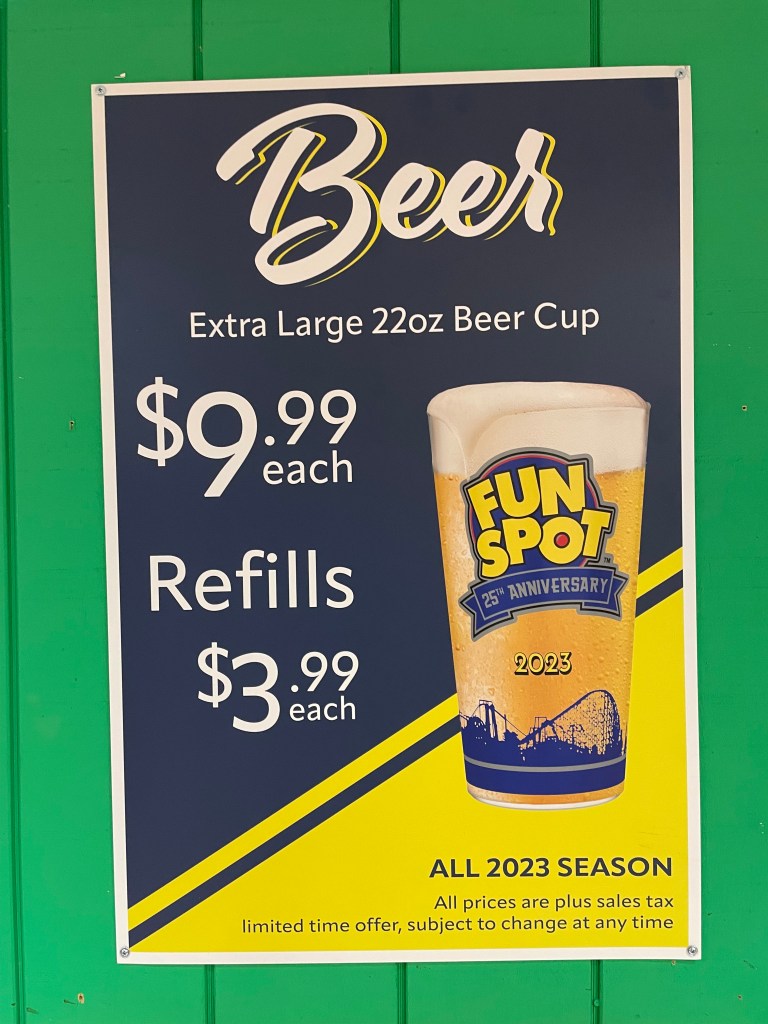 Beer
Extra Large 22oz Beer Cup
$9.99
each
Refills
$3.99
each
FUN
SPOT™
25TH ANNIVERSARY
2023
ALL 2023 SEASON
All prices are plus sales tax
limited time offer, subject to change at any time